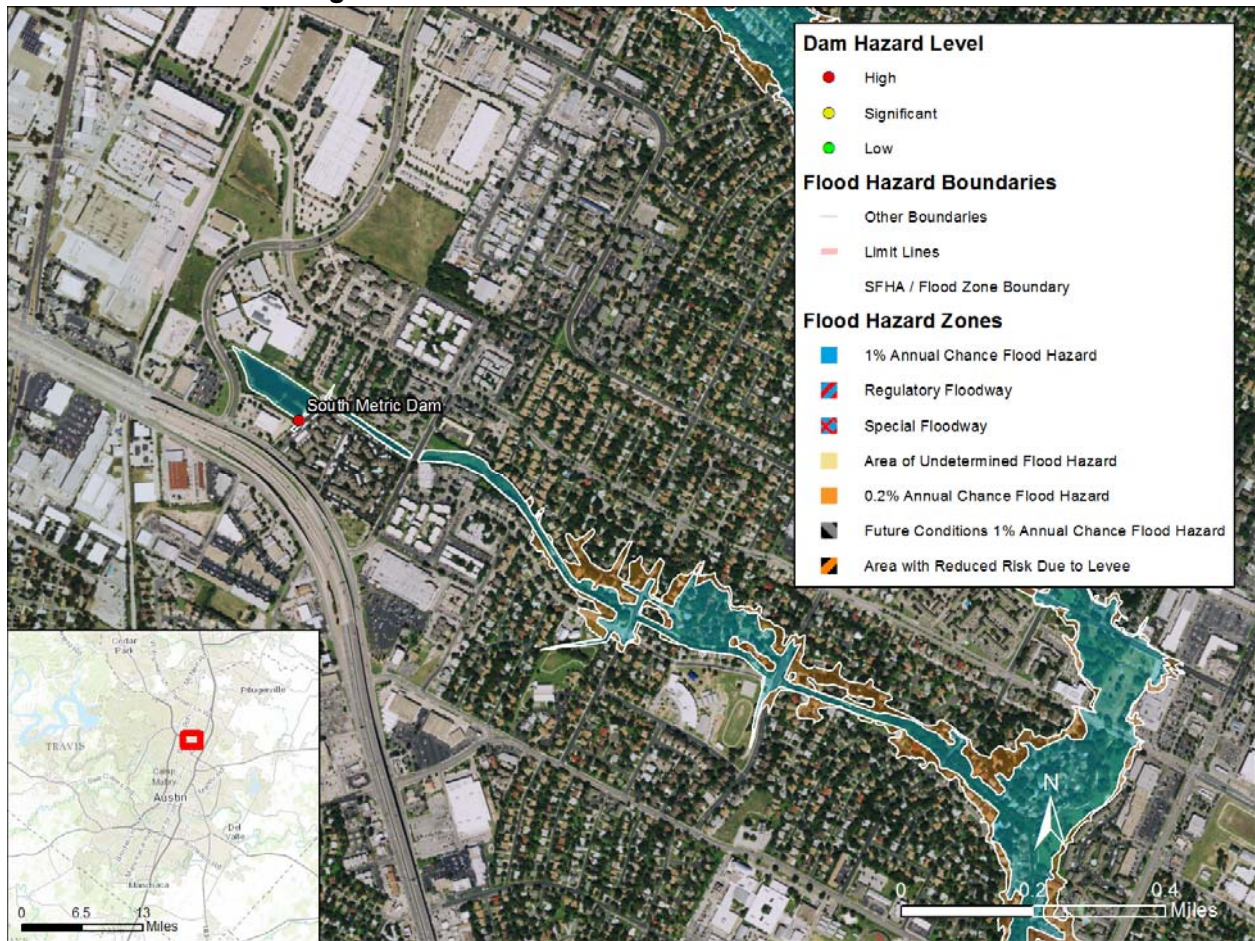 Dam Hazard Level
High
Significant
Low
Flood Hazard Boundaries
Other Boundaries
Limit Lines
SFHA / Flood Zone Boundary
Flood Hazard Zones
1% Annual Chance Flood Hazard
Regulatory Floodway
Special Floodway
Area of Undetermined Flood Hazard
0.2% Annual Chance Flood Hazard
Future Conditions 1% Annual Chance Flood Hazard
Area with Reduced Risk Due to Levee
South Metric Dam
Cedar
Park
Pflugerville
TRAVIS
Camp
Mabry
Austin
Del
Valle
Manchaca
0 6.5 13
Miles
N
0 0.2 0.4
Miles